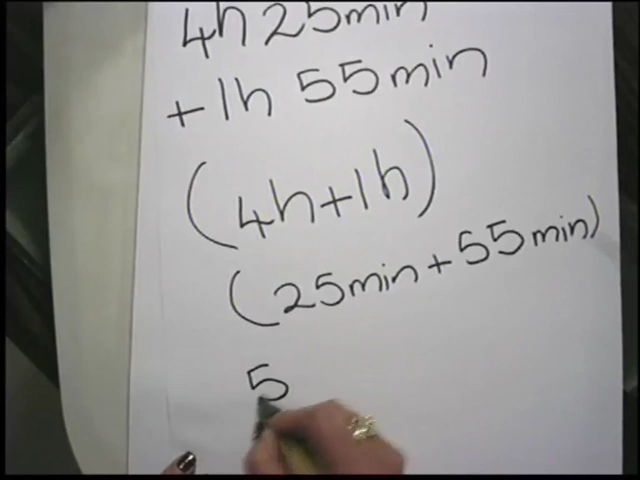 4h 25min
+ 1h 55min
(4h+1h)
(25min + 55min)
5